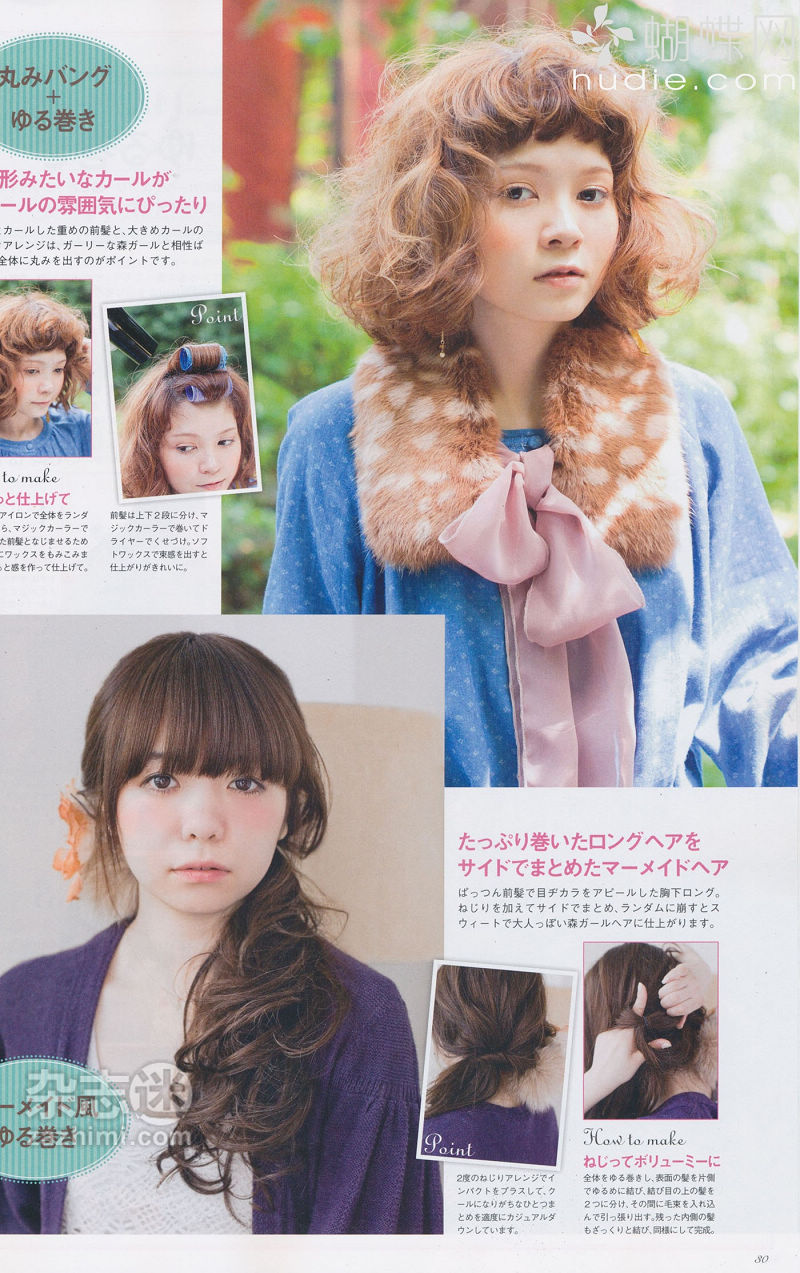 丸みバング
+
ゆる巻き
形みたいなカールが
ールの雰囲気にぴったり
カールした重めの前髪と、大きめカールの
アレンジは、ガーリーな森ガールと相性ば
全体に丸みを出すのがポイントです。
Point
to make
っと仕上げて
アイロンで全体をランダ
ら、マジックカーラーで
た前髪となじませるため
にワックスをもみこみま
っと感を作って仕上げて。
前髪は上下2段に分け、マ
ジックカーラーで巻いてド
ライヤーでくせづけ。ソフ
トワックスで束感を出すと
仕上がりがきれいに。
蝴蝶网
hudie.com
たっぷり巻いたロングヘアを
サイドでまとめたマーメイドヘア
ぱっつん前髪で目ヂカラをアピールした胸下ロング。
ねじりを加えてサイドでまとめ、ランダムに崩すとス
ウィートで大人っぽい森ガールヘアに仕上がります。
ーメイド風
ゆる巻き
杂志迷
zazhimi.com
Point
2度のねじりアレンジでイ
ンパクトをプラスして、ク
ールになりがちなひとつま
とめを適度にカジュアルダ
ウンしています。
How to make
ねじってボリューミーに
全体をゆる巻きし、表面の髪を片側
でゆるめに結び、結び目の上の髪を
2つに分け、その間に毛束を入れ込
んで引っ張り出す。残った内側の髪
もざっくりと結び、同様にして完成。
30